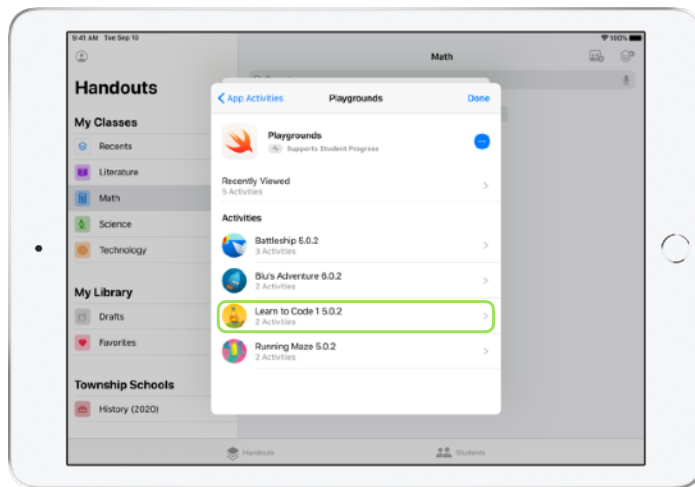 9:41 AM Tue Sep 10
100%
Math
Handouts
My Classes
Recents
Literature
Math
Science
Technology
My Library
Drafts
Favorites
Township Schools
History (2020)
App Activities
Playgrounds
Done
Playgrounds
Supports Student Progress
Recently Viewed
5 Activities
Activities
Battleship 5.0.2
3 Activities
Blu's Adventure 6.0.2
2 Activities
Learn to Code 1 5.0.2
2 Activities
Running Maze 5.0.2
2 Activities
Handouts
Students